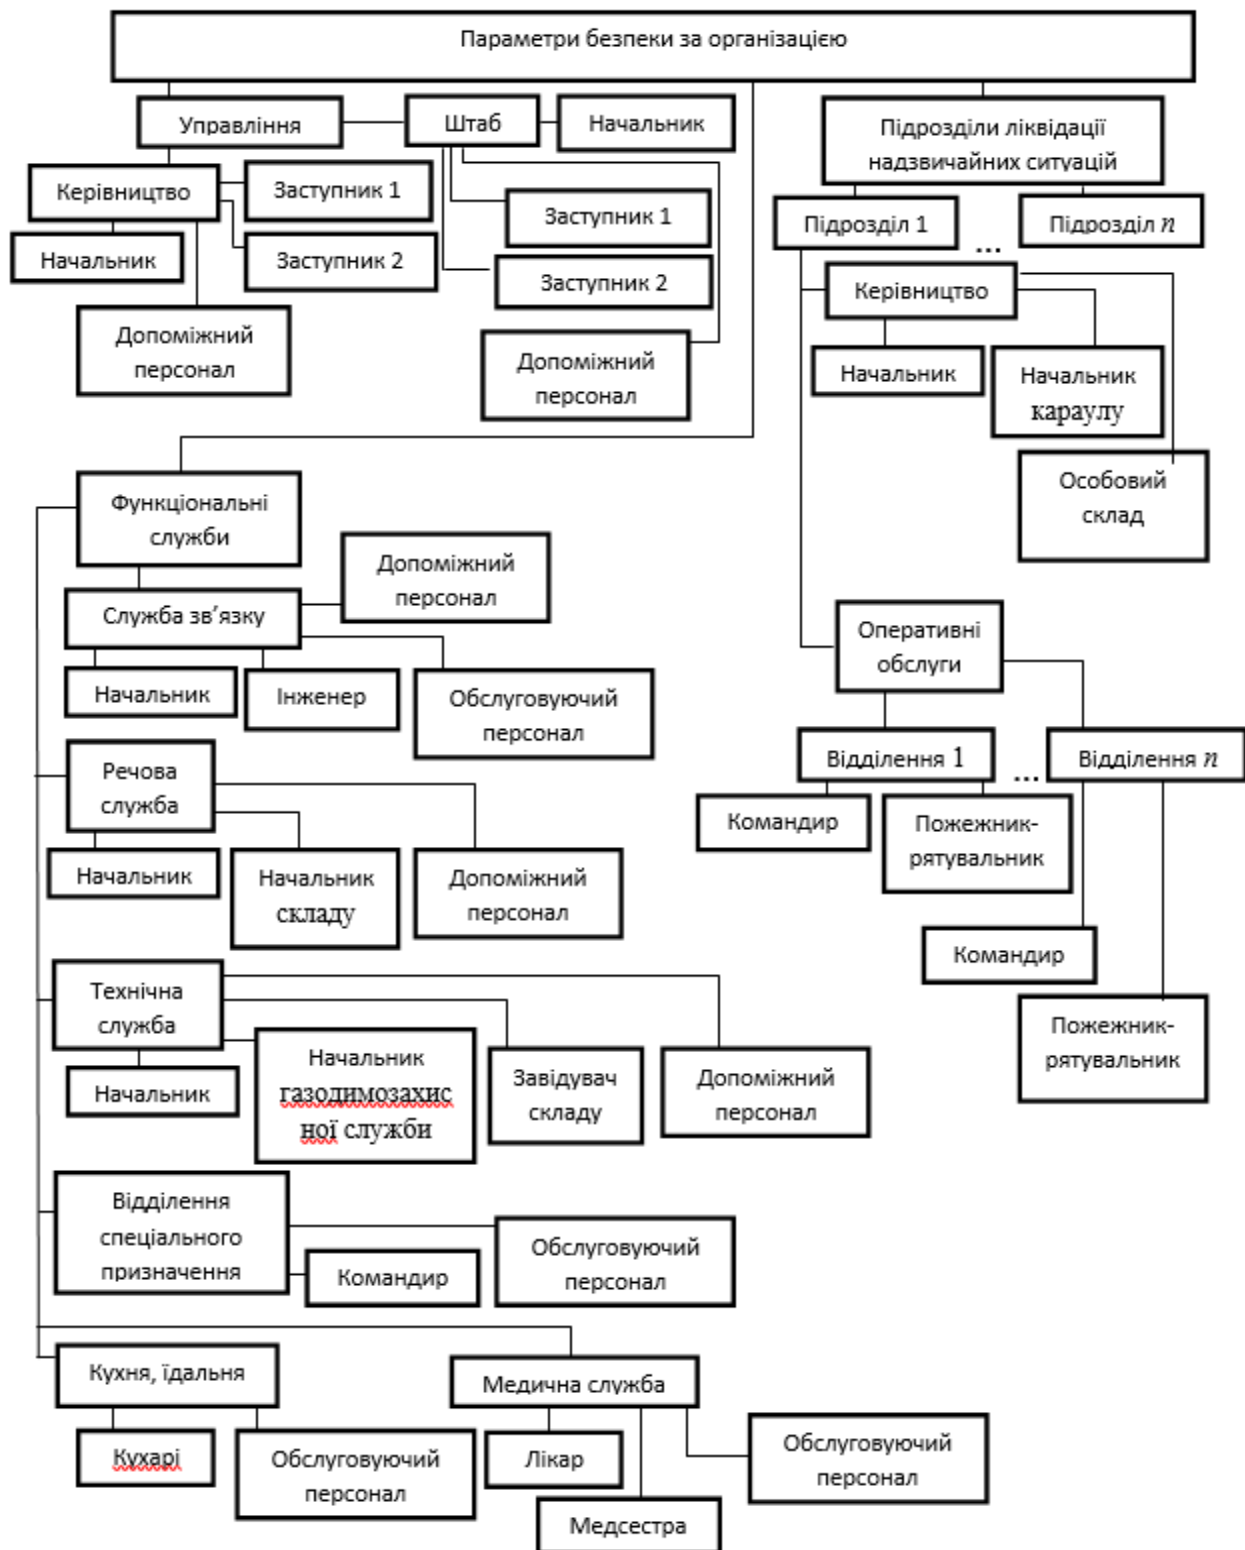 Параметри безпеки за організацією
Управління
Штаб
Начальник
Підрозділи ліквідації
надзвичайних ситуацій
Керівництво
Заступник 1
Заступник 1
Підрозділ 1
...
Підрозділ n
Начальник
Заступник 2
Заступник 2
Керівництво
Допоміжний
персонал
Допоміжний
персонал
Начальник
Начальник
караулу
Особовий
склад
Функціональні
служби
Допоміжний
персонал
Служба зв’язку
Начальник
Інженер
Обслуговуючий
персонал
Оперативні
обслуги
Відділення 1
...
Відділення n
Речова
служба
Командир
Пожежник-
рятувальник
Начальник
Начальник
складу
Допоміжний
персонал
Командир
Пожежник-
рятувальник
Технічна
служба
Начальник
Начальник
газодимозахис
ної служби
Завідувач
складу
Допоміжний
персонал
Відділення
спеціального
призначення
Командир
Обслуговуючий
персонал
Кухня, їдальня
Медична служба
Кухарі
Обслуговуючий
персонал
Лікар
Медсестра
Обслуговуючий
персонал